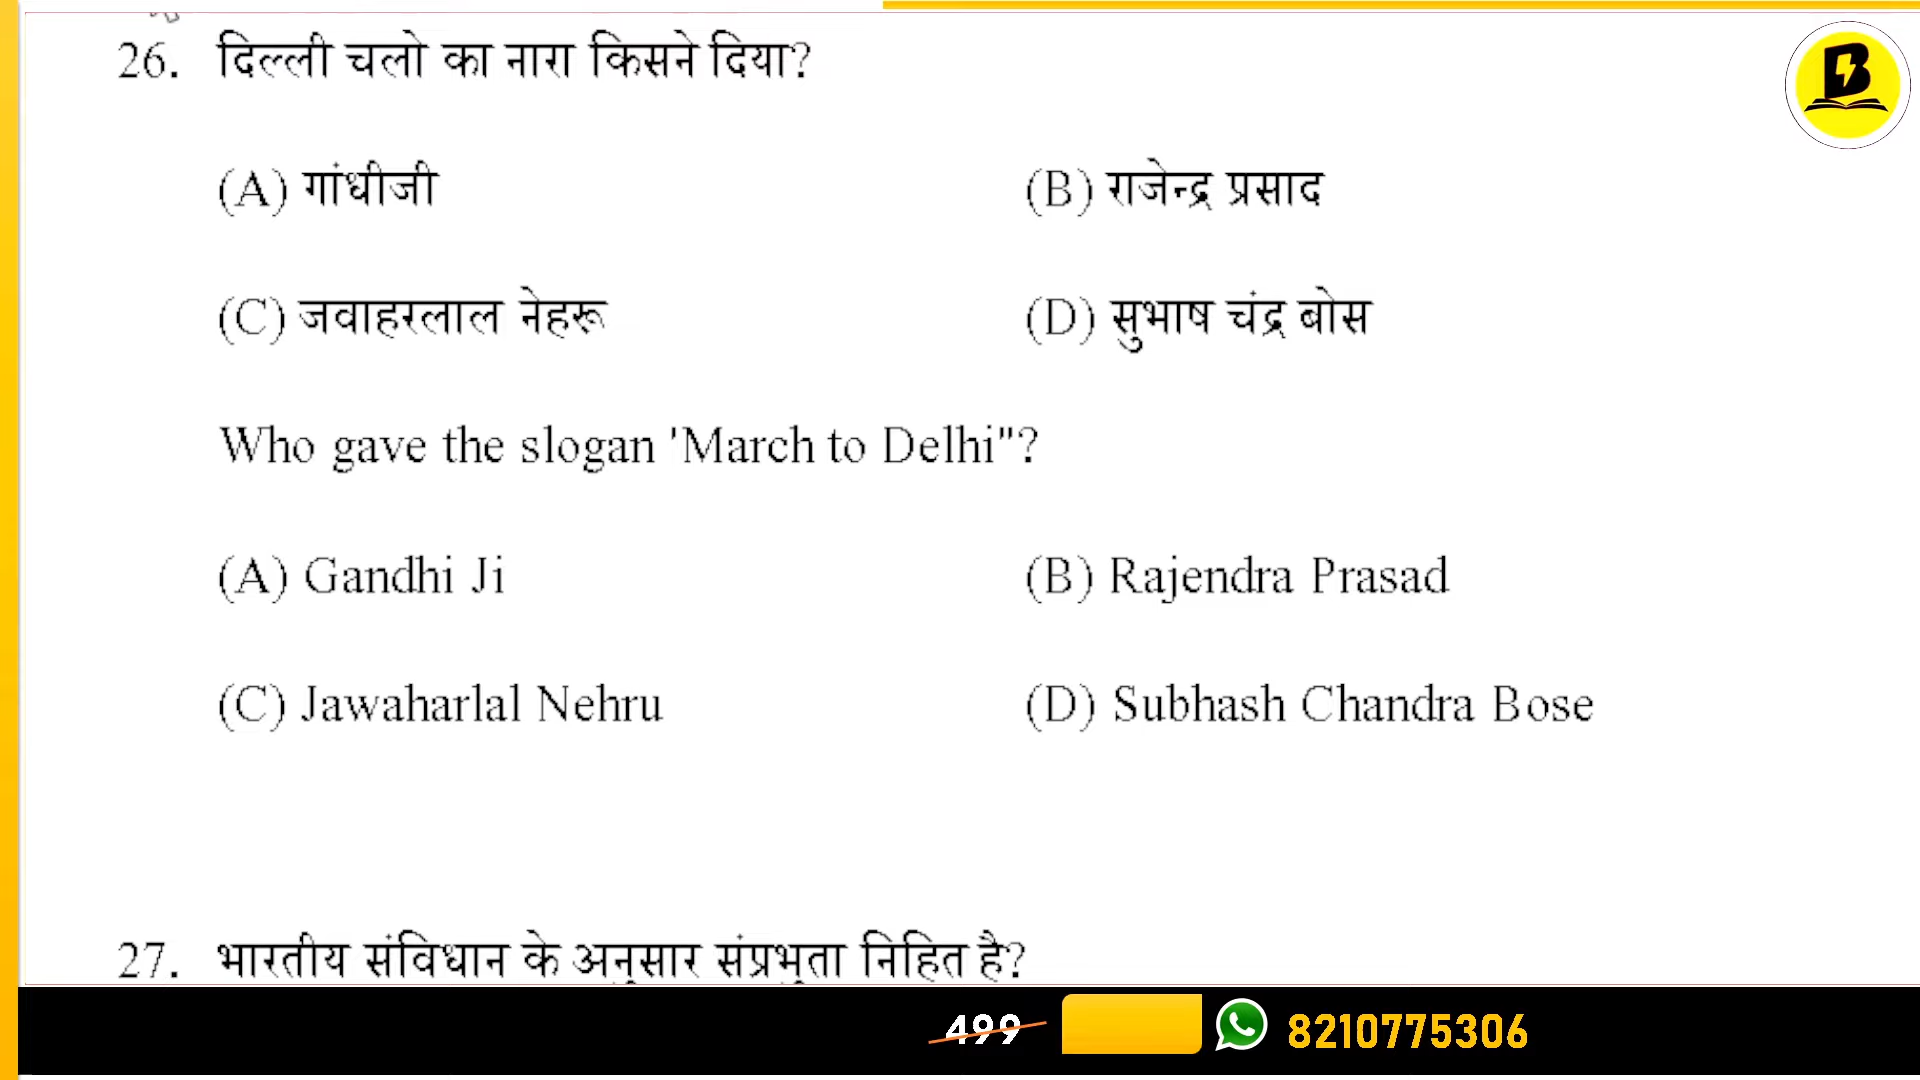 26. दिल्ली चलो का नारा किसने दिया?
(A) गांधीजी (B) राजेन्द्र प्रसाद
(C) जवाहरलाल नेहरू (D) सुभाष चंद्र बोस
Who gave the slogan 'March to Delhi"?
(A) Gandhi Ji (B) Rajendra Prasad
(C) Jawaharlal Nehru (D) Subhash Chandra Bose
27. भारतीय संविधान के अनुसार संप्रभुता निहित है?
499 8210775306